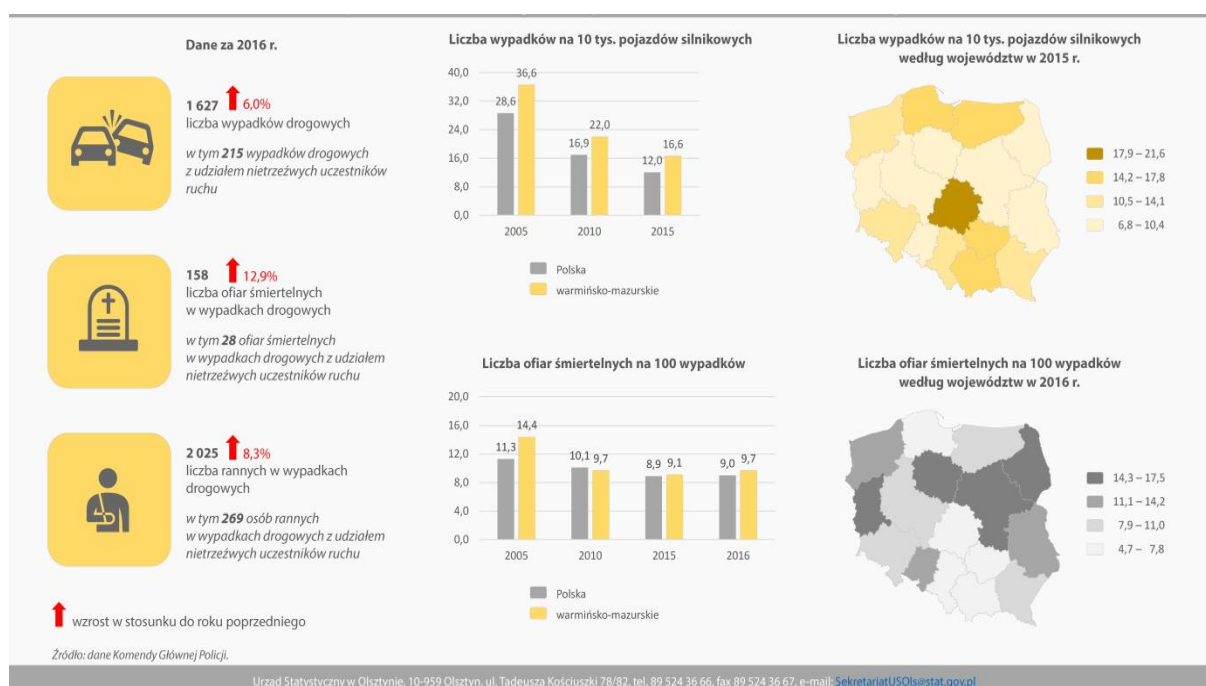 Dane za 2016 r.
1 627 6,0%
liczba wypadków drogowych
w tym 215 wypadków drogowych
z udziałem nietrzeźwych uczestników
ruchu
158 12,9%
liczba ofiar śmiertelnych
w wypadkach drogowych
w tym 28 ofiar śmiertelnych
w wypadkach drogowych z udziałem
nietrzeźwych uczestników ruchu
2 025 8,3%
liczba rannych w wypadkach
drogowych
w tym 269 osób rannych
w wypadkach drogowych z udziałem
nietrzeźwych uczestników ruchu
wzrost w stosunku do roku poprzedniego
Źródło: dane Komendy Głównej Policji.
Liczba wypadków na 10 tys. pojazdów silnikowych
40,0
32,0
24,0
16,0
8,0
0,0
28,6
36,6
16,9
22,0
12,0
16,6
2005
2010
2015
Polska
warmińsko-mazurskie
Liczba wypadków na 10 tys. pojazdów silnikowych
według województw w 2015 r.
17,9 – 21,6
14,2 – 17,8
10,5 – 14,1
6,8 – 10,4
Liczba ofiar śmiertelnych na 100 wypadków
20,0
16,0
12,0
8,0
4,0
0,0
11,3
14,4
10,1
9,7
8,9
9,1
9,0
9,7
2005
2010
2015
2016
Polska
warmińsko-mazurskie
Liczba ofiar śmiertelnych na 100 wypadków
według województw w 2016 r.
14,3 – 17,5
11,1 – 14,2
7,9 – 11,0
4,7 – 7,8
Urząd Statystyczny w Olsztynie, 10-959 Olsztyn, ul. Tadeusza Kościuszki 78/82, tel. 89 524 36 66, fax 89 524 36 67, e-mail: SekretariatUSOls@stat.gov.pl